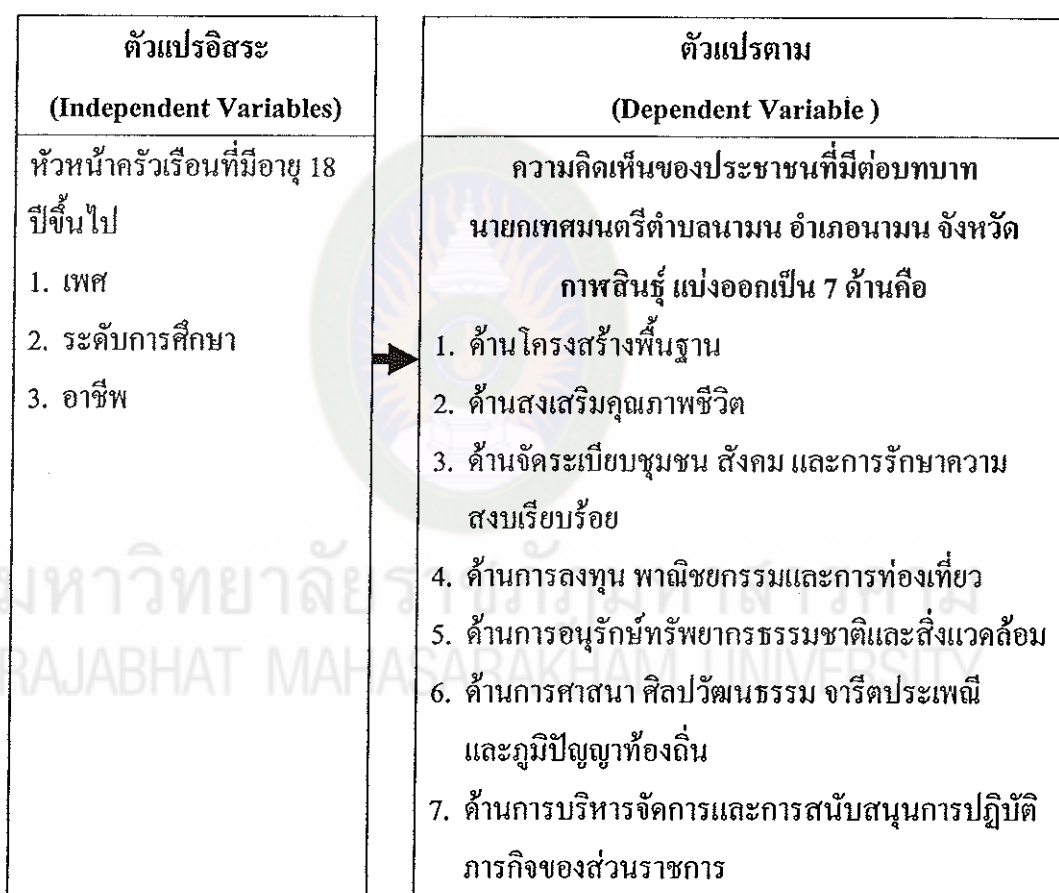 ตัวแปรอิสระ
(Independent Variables)
หัวหน้าครัวเรือนที่มีอายุ 18
ปีขึ้นไป
1. เพศ
2. ระดับการศึกษา
3. อาชีพ
ตัวแปรตาม
(Dependent Variable )
ความคิดเห็นของประชาชนที่มีต่อบทบาท
นายกเทศมนตรีตำบลนามน อำเภอนามน จังหวัด
กาฬสินธุ์ แบ่งออกเป็น 7 ด้านคือ
1. ด้านโครงสร้างพื้นฐาน
2. ด้านสงเสริมคุณภาพชีวิต
3. ด้านจัดระเบียบชุมชน สังคม และการรักษาความ
สงบเรียบร้อย
4. ด้านการลงทุน พาณิชยกรรมและการท่องเที่ยว
5. ด้านการอนุรักษ์ทรัพยากรธรรมชาติและสิ่งแวดล้อม
6. ด้านการศาสนา ศิลปวัฒนธรรม จารีตประเพณี
และภูมิปัญญาท้องถิ่น
7. ด้านการบริหารจัดการและการสนับสนุนการปฏิบัติ
ภารกิจของส่วนราชการ
มหาวิทยาลัยราชภัฏมหาสารคาม
RAJABHAT MAHASARAKHAM UNIVERSITY